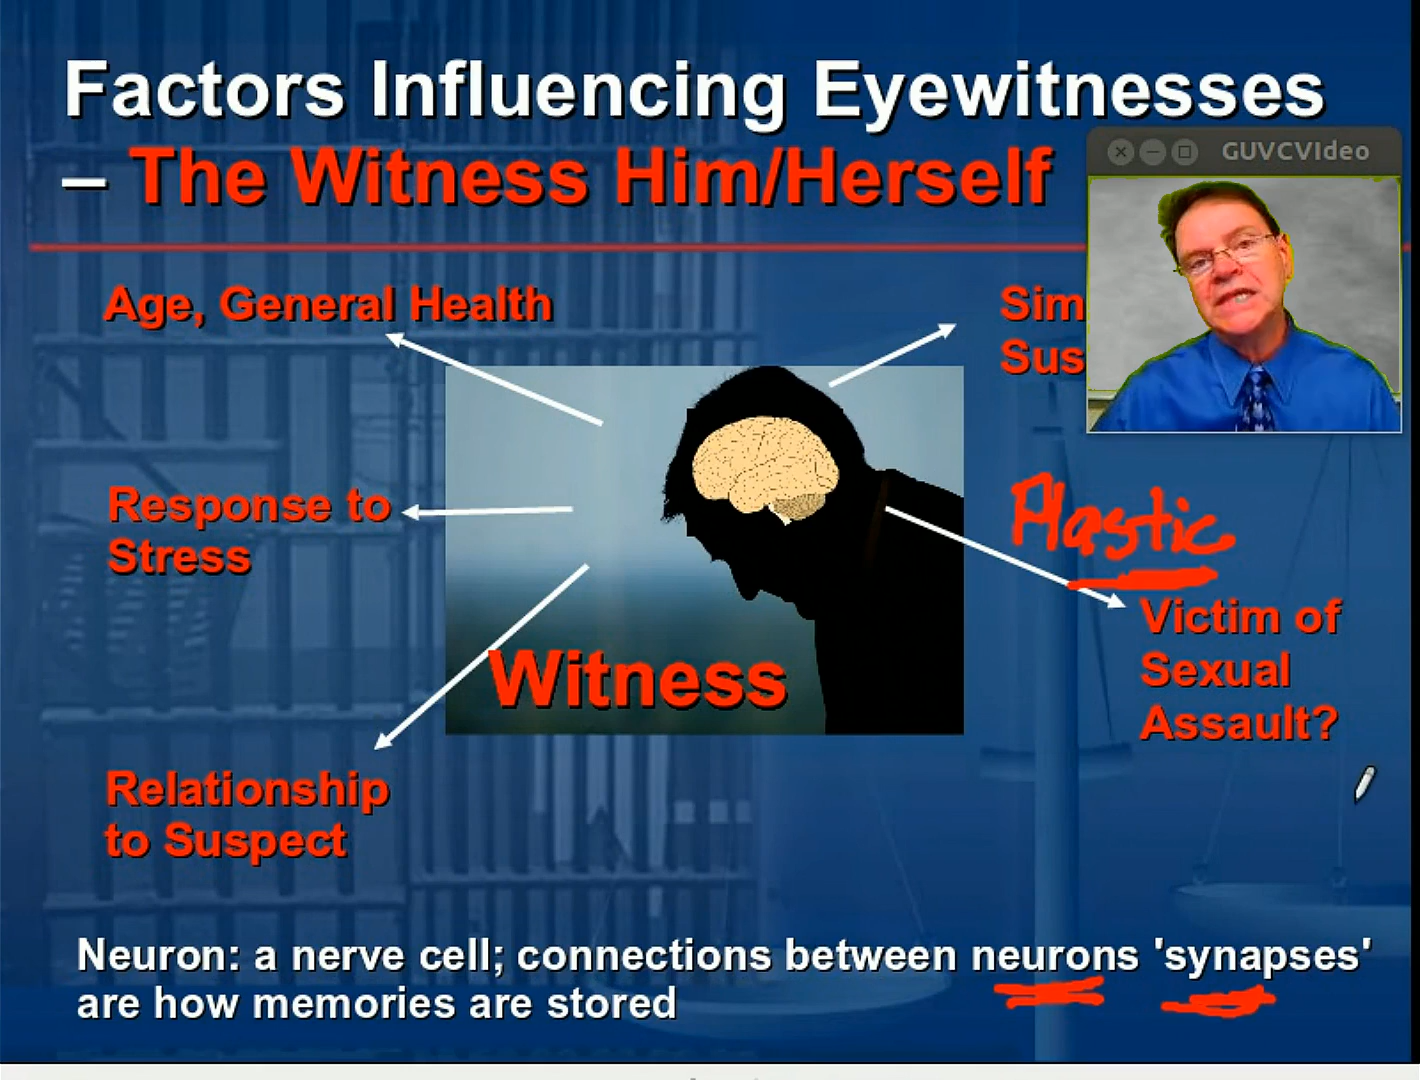 Factors Influencing Eyewitnesses
– The Witness Him/Herself
GUVCVIdeo
Age, General Health
Sim
Sus
Response to
Stress
Plastic
Victim of
Sexual
Assault?
Witness
Relationship
to Suspect
Neuron: a nerve cell; connections between neurons 'synapses'
are how memories are stored